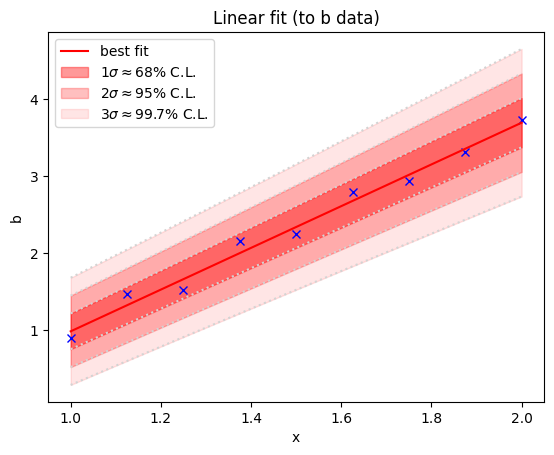 Linear fit (to b data)
best fit
1σ ≈ 68% C.L.
2σ ≈ 95% C.L.
3σ ≈ 99.7% C.L.
4
3
2
1
b
1.0 1.2 1.4 1.6 1.8 2.0
x